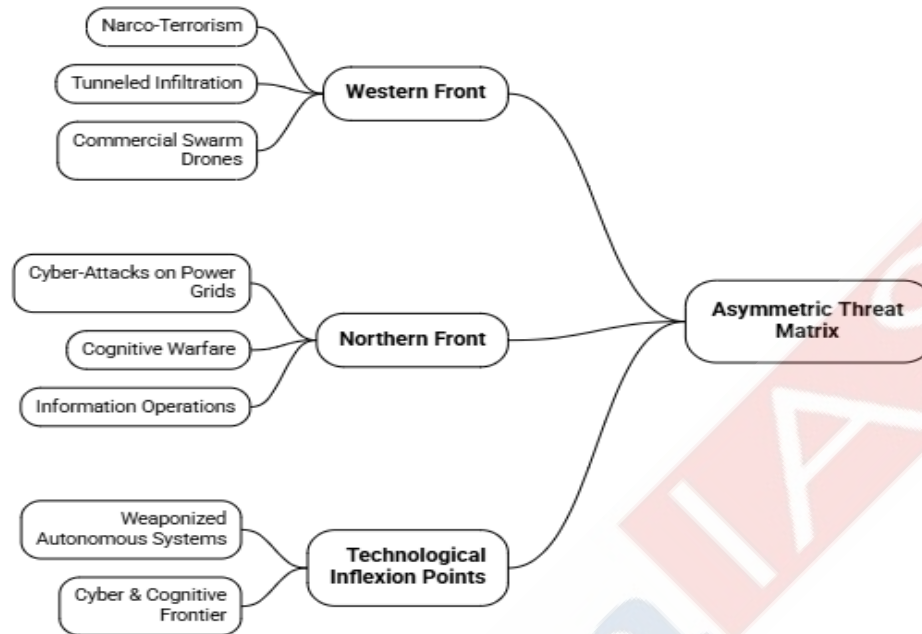 Narco-Terrorism
Tunneled Infiltration
Commercial Swarm
Drones
Western Front
Cyber-Attacks on Power
Grids
Cognitive Warfare
Information Operations
Northern Front
Weaponized
Autonomous Systems
Cyber & Cognitive
Frontier
Technological
Inflexion Points
Asymmetric Threat
Matrix
IAS